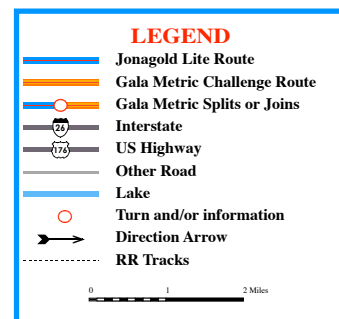 LEGEND
Jonagold Lite Route
Gala Metric Challenge Route
Gala Metric Splits or Joins
26 Interstate
176 US Highway
Other Road
Lake
Turn and/or information
Direction Arrow
RR Tracks
0 1 2 Miles